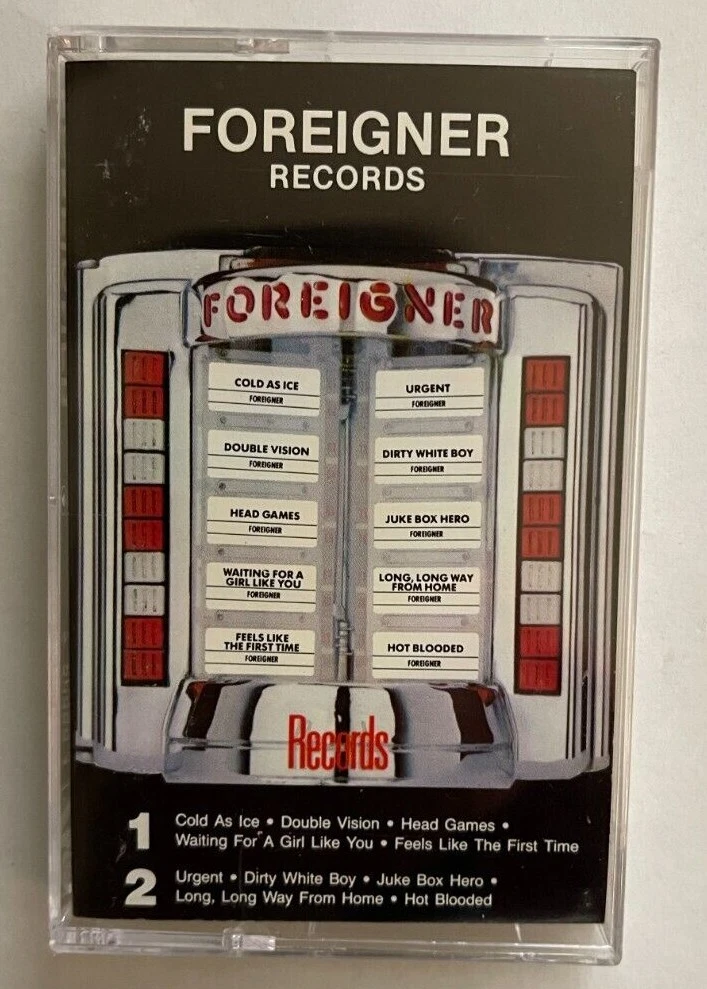 FOREIGNER
RECORDS
FOREIGNER
COLD AS ICE
FOREIGNER
DOUBLE VISION
FOREIGNER
HEAD GAMES
FOREIGNER
WAITING FOR A
GIRL LIKE YOU
FOREIGNER
FEELS LIKE
THE FIRST TIME
FOREIGNER
URGENT
FOREIGNER
DIRTY WHITE BOY
FOREIGNER
JUKE BOX HERO
FOREIGNER
LONG, LONG WAY
FROM HOME
FOREIGNER
HOT BLOODED
FOREIGNER
Records
1 Cold As Ice • Double Vision • Head Games •
Waiting For A Girl Like You • Feels Like The First Time
2 Urgent • Dirty White Boy • Juke Box Hero •
Long, Long Way From Home • Hot Blooded